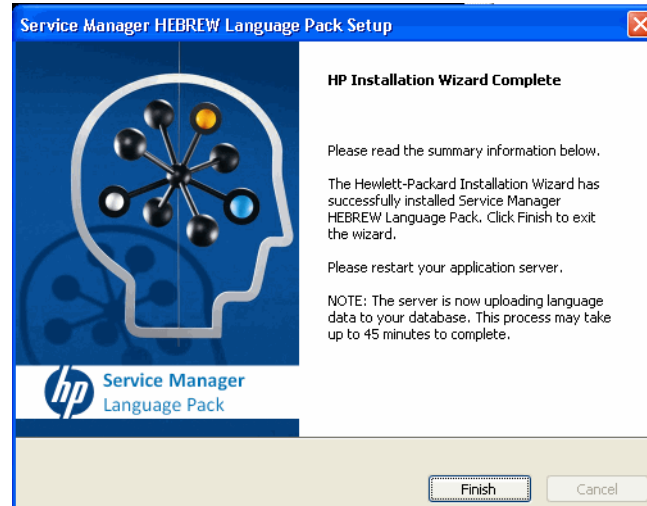 Service Manager HEBREW Language Pack Setup
HP Installation Wizard Complete
Please read the summary information below.
The Hewlett-Packard Installation Wizard has
successfully installed Service Manager
HEBREW Language Pack. Click Finish to exit
the wizard.
Please restart your application server.
NOTE: The server is now uploading language
data to your database. This process may take
up to 45 minutes to complete.
hp
Service Manager
Language Pack
Finish
Cancel